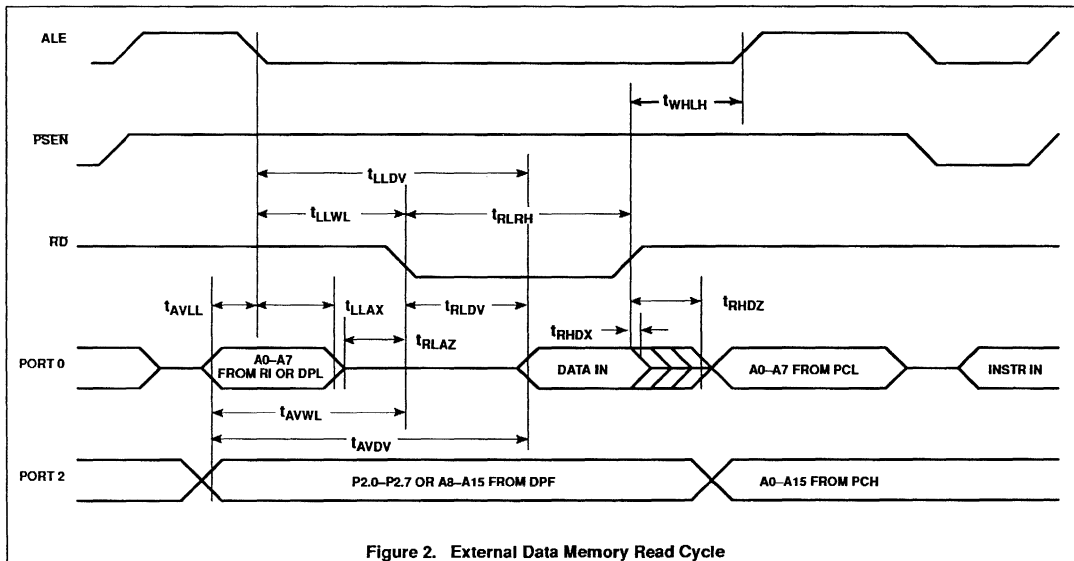 ALE
tWHLH
PSEN
tLLDV
tLLWL
tRLRH
RD
tAVLL
tLLAX
tRLDV
tRHDZ
tRLAZ
tRHDX
PORT 0
A0–A7
FROM RI OR DPL
DATA IN
A0–A7 FROM PCL
INSTR IN
tAVWL
tAVDV
PORT 2
P2.0–P2.7 OR A8–A15 FROM DPF
A0–A15 FROM PCH
Figure 2. External Data Memory Read Cycle